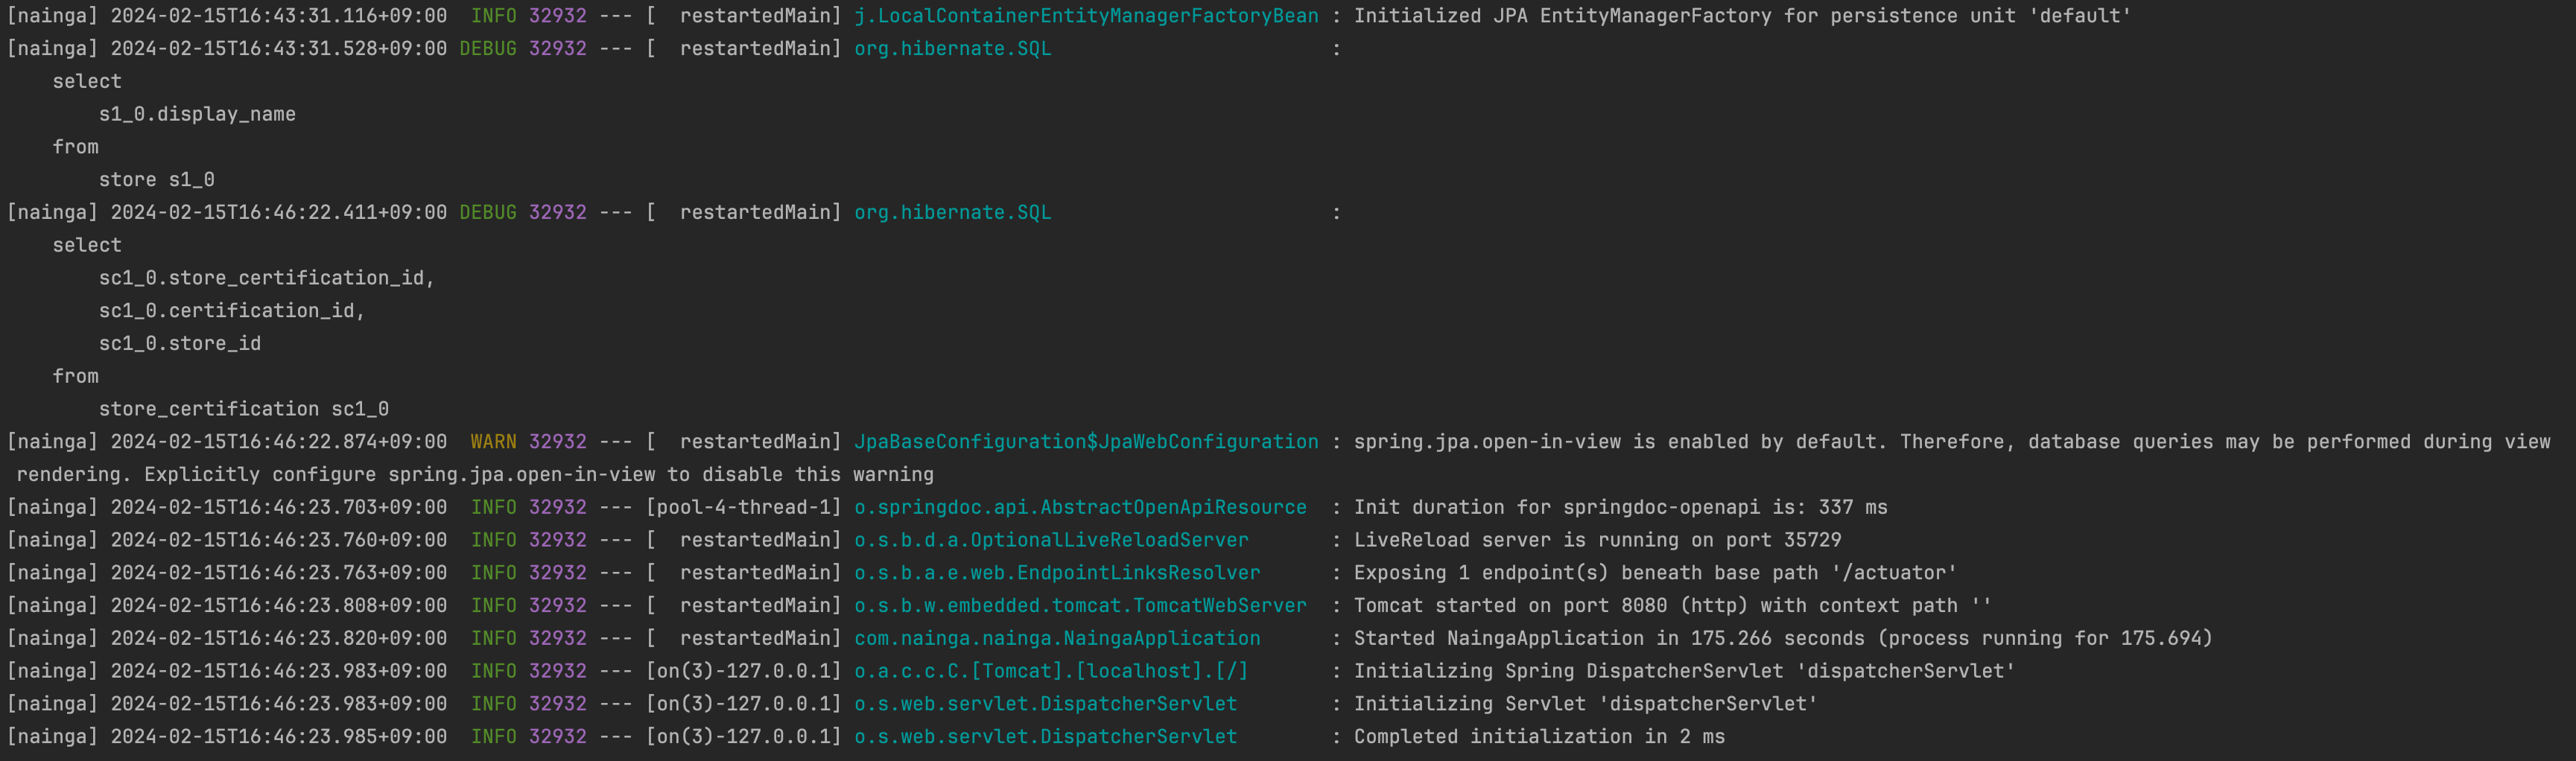 [nainga] 2024-02-15T16:43:31.116+09:00  INFO 32932 --- [  restartedMain] j.LocalContainerEntityManagerFactoryBean : Initialized JPA EntityManagerFactory for persistence unit 'default'
[nainga] 2024-02-15T16:43:31.528+09:00 DEBUG 32932 --- [  restartedMain] org.hibernate.SQL                        :
    select
        s1_0.display_name
    from
        store s1_0
[nainga] 2024-02-15T16:46:22.411+09:00 DEBUG 32932 --- [  restartedMain] org.hibernate.SQL                        :
    select
        sc1_0.store_certification_id,
        sc1_0.certification_id,
        sc1_0.store_id
    from
        store_certification sc1_0
[nainga] 2024-02-15T16:46:22.874+09:00  WARN 32932 --- [  restartedMain] JpaBaseConfiguration$JpaWebConfiguration : spring.jpa.open-in-view is enabled by default. Therefore, database queries may be performed during view
 rendering. Explicitly configure spring.jpa.open-in-view to disable this warning
[nainga] 2024-02-15T16:46:23.703+09:00  INFO 32932 --- [pool-4-thread-1] o.springdoc.api.AbstractOpenApiResource  : Init duration for springdoc-openapi is: 337 ms
[nainga] 2024-02-15T16:46:23.760+09:00  INFO 32932 --- [  restartedMain] o.s.b.d.a.OptionalLiveReloadServer       : LiveReload server is running on port 35729
[nainga] 2024-02-15T16:46:23.763+09:00  INFO 32932 --- [  restartedMain] o.s.b.a.e.web.EndpointLinksResolver      : Exposing 1 endpoint(s) beneath base path '/actuator'
[nainga] 2024-02-15T16:46:23.808+09:00  INFO 32932 --- [  restartedMain] o.s.b.w.embedded.tomcat.TomcatWebServer  : Tomcat started on port 8080 (http) with context path ''
[nainga] 2024-02-15T16:46:23.820+09:00  INFO 32932 --- [  restartedMain] com.nainga.nainga.NaingaApplication      : Started NaingaApplication in 175.266 seconds (process running for 175.694)
[nainga] 2024-02-15T16:46:23.983+09:00  INFO 32932 --- [on(3)-127.0.0.1] o.a.c.c.C.[Tomcat].[localhost].[/]       : Initializing Spring DispatcherServlet 'dispatcherServlet'
[nainga] 2024-02-15T16:46:23.983+09:00  INFO 32932 --- [on(3)-127.0.0.1] o.s.web.servlet.DispatcherServlet        : Initializing Servlet 'dispatcherServlet'
[nainga] 2024-02-15T16:46:23.985+09:00  INFO 32932 --- [on(3)-127.0.0.1] o.s.web.servlet.DispatcherServlet        : Completed initialization in 2 ms